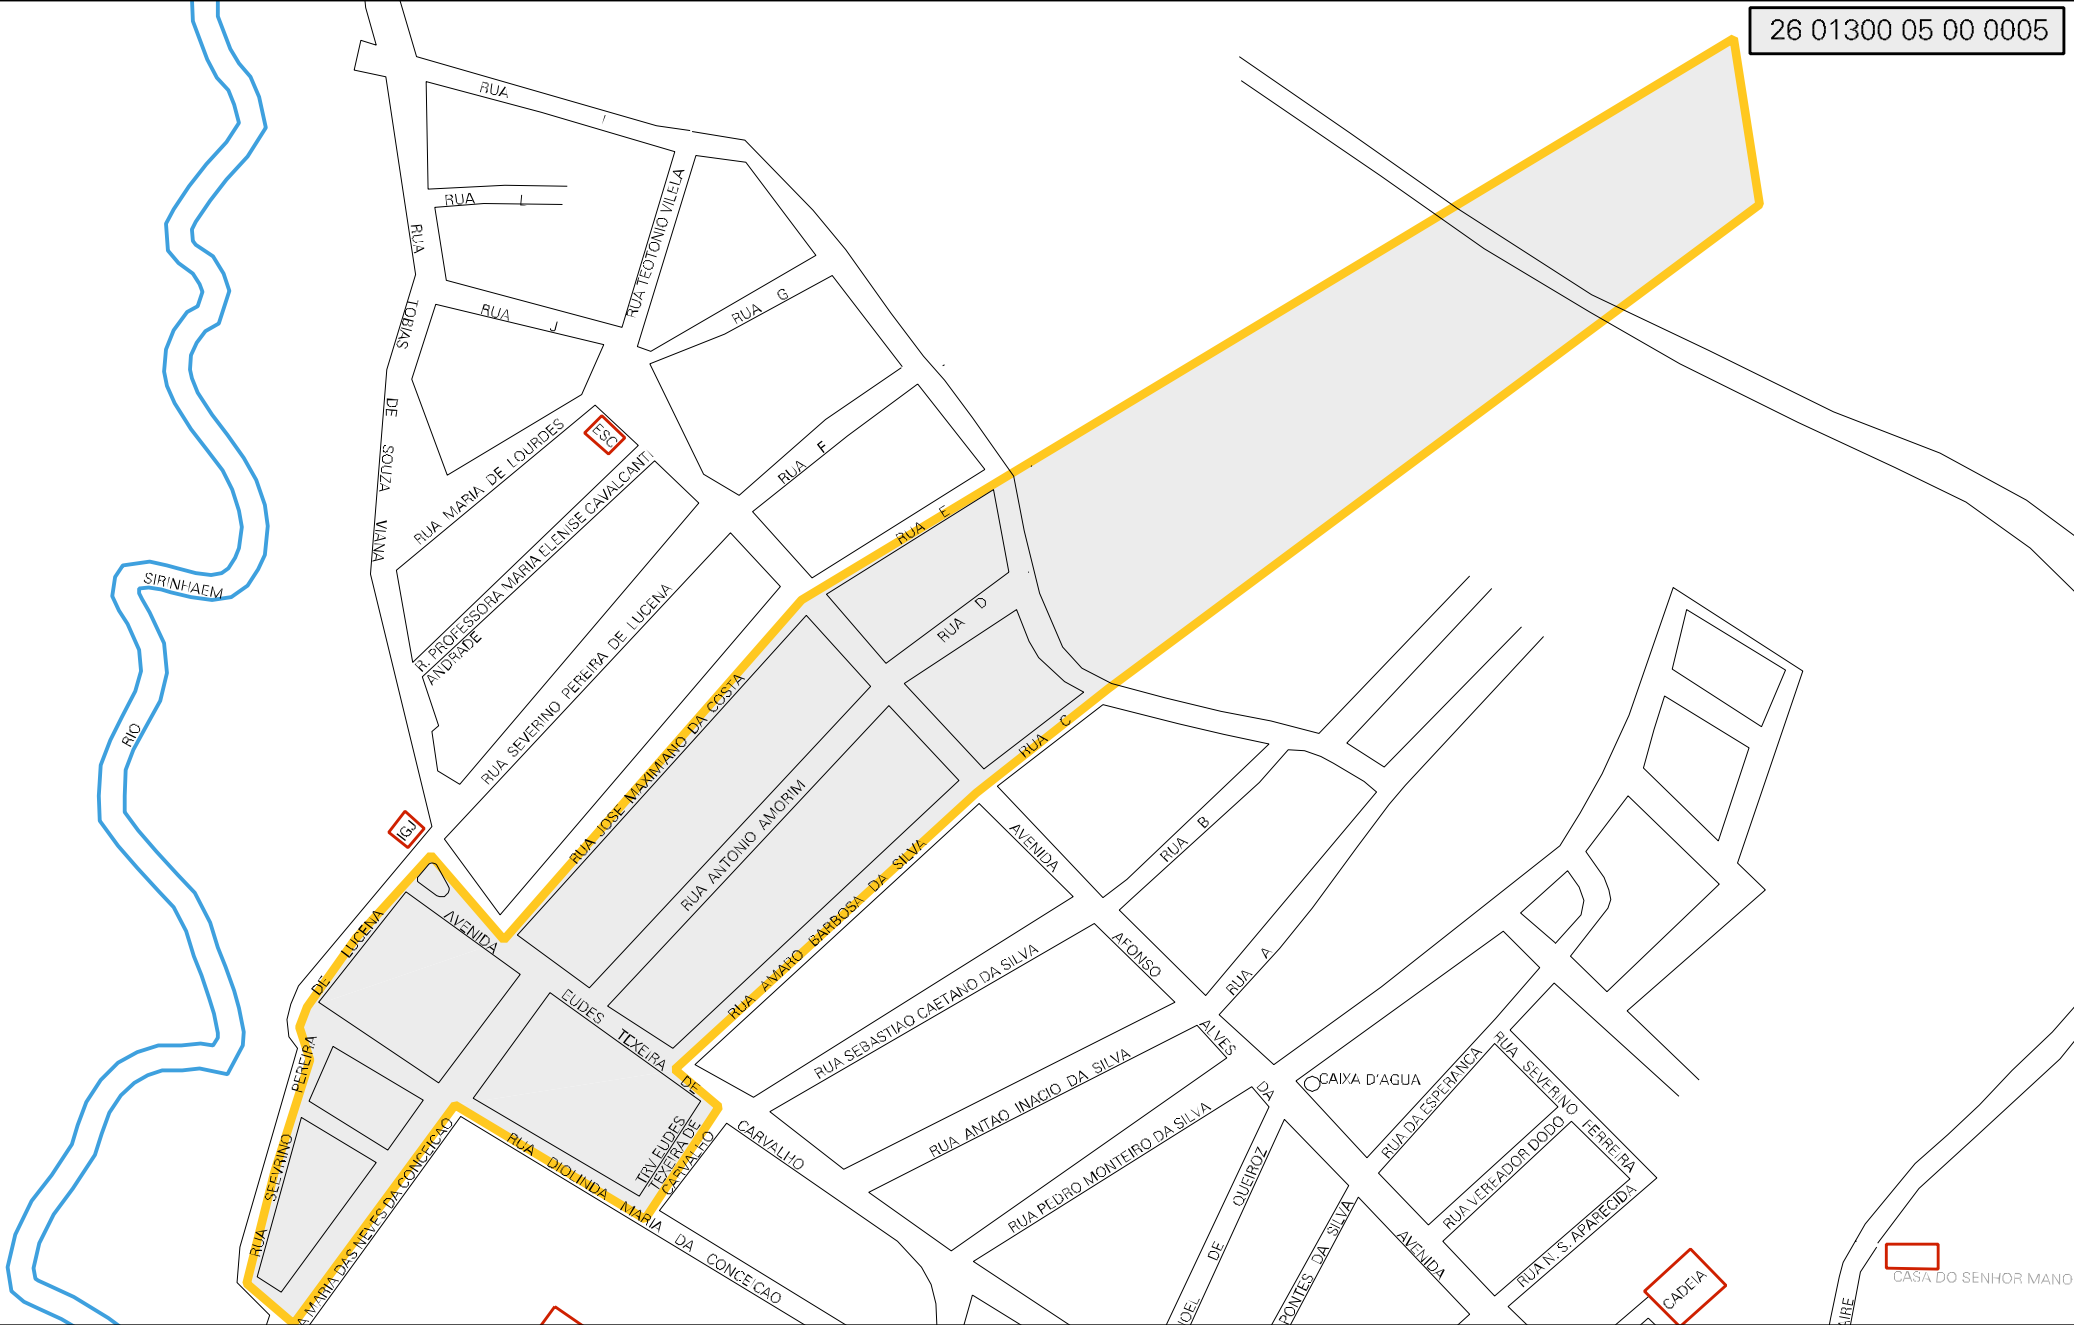 26 01300 05 00 0005
RUA I
RUA L
RUA TEOTONIO VILELA
RUA G
RUA J
RUA TOBIAS DE SOUZA VIANA
RUA MARIA DE LOURDES
ESC
RUA F
R. PROFESSORA MARIA ELENISE CAVALCANTI
ANDRADE
RUA E
RUA D
RUA SEVERINO PEREIRA DE LUCENA
RIO SIRINHAEM
RUA JOSE MAXIMIANO DA COSTA
RUA C
RUA ANTONIO AMORIM
IGJ
RUA B
RUA AMARO BARBOSA DA SILVA
AVENIDA AFONSO ALVES DA
RUA A
AVENIDA EUDES TEXEIRA DE CARVALHO
RUA SEEVRINO PEREIRA DE LUCENA
RUA SEBASTIAO CAETANO DA SILVA
RUA ANTAO INACIO DA SILVA
CAIXA D'AGUA
RUA DA ESPERANCA
RUA SEVERINO FERREIRA
RUA PEDRO MONTEIRO DA SILVA
RUA VEREADOR DODO
RUA N. S. APARECIDA
TRV EUDES
TEXEIRA DE
CARVALHO
RUA DIOLINDA MARIA DA CONCEICAO
A MARIA DAS NEVES DA CONCEICAO
OEL DE QUEIROZ
PONTES DA SILVA
AVENIDA
CADEIA
CASA DO SENHOR MANO
AIRE